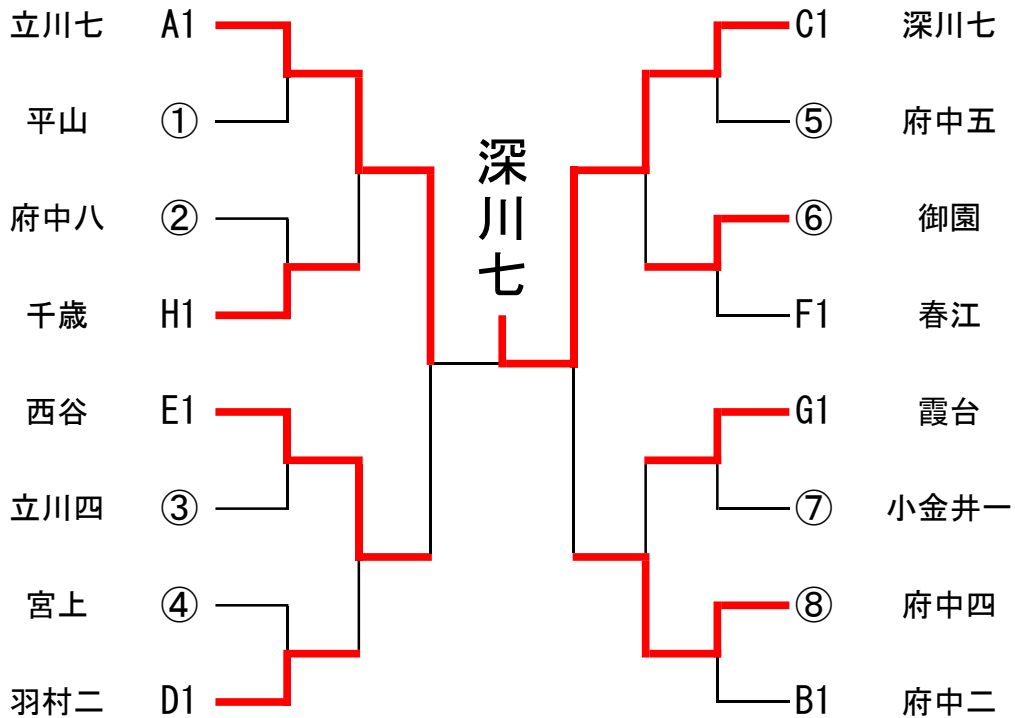 立川七 A1
平山 ①
府中八 ②
千歳 H1
西谷 E1
立川四 ③
宮上 ④
羽村二 D1
深川七
C1 深川七
⑤ 府中五
⑥ 御園
F1 春江
G1 霞台
⑦ 小金井一
⑧ 府中四
B1 府中二